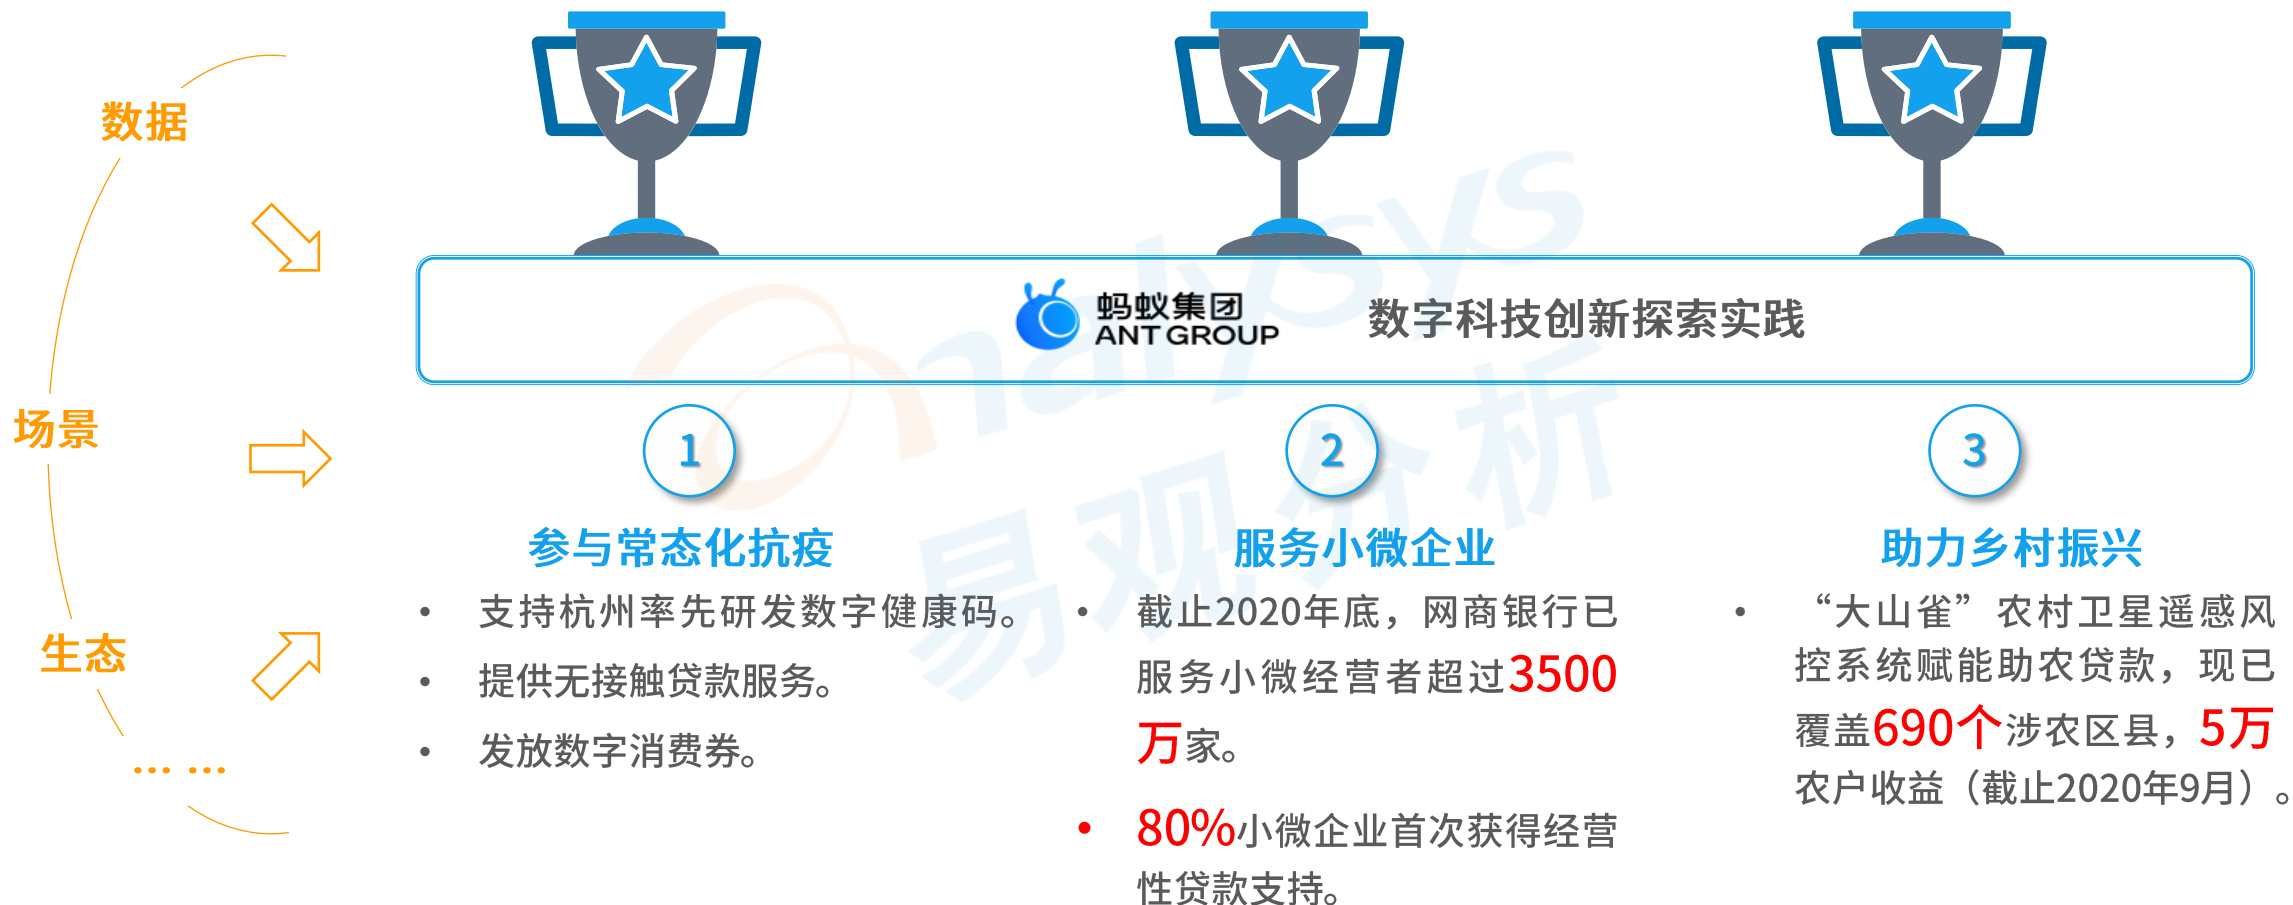 数据
场景
生态
... ...
蚂蚁集团
ANT GROUP
数字科技创新探索实践
1
参与常态化抗疫
• 支持杭州率先研发数字健康码。
• 提供无接触贷款服务。
• 发放数字消费券。
2
服务小微企业
• 截止2020年底，网商银行已
服务小微经营者超过3500
万家。
• 80%小微企业首次获得经营
性贷款支持。
3
助力乡村振兴
• “大山雀”农村卫星遥感风
控系统赋能助农贷款，现已
覆盖690个涉农区县，5万
农户收益（截止2020年9月）。
analysys
易观分析